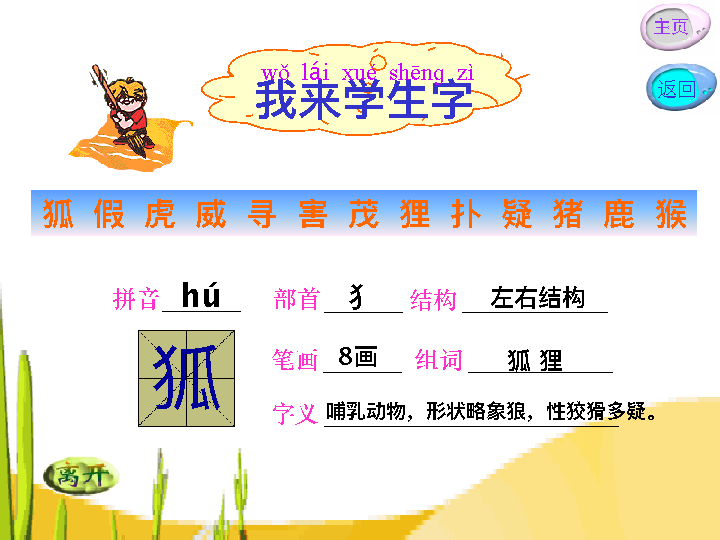 主页
返回
wǒ lái xué shēng zì
我来学生字
狐 假 虎 威 寻 害 茂 狸 扑 疑 猪 鹿 猴
拼音 hú 部首 犭 结构 左右结构
狐
笔画 8画 组词 狐 狸
字义 哺乳动物，形状略象狼，性狡猾多疑。
离开